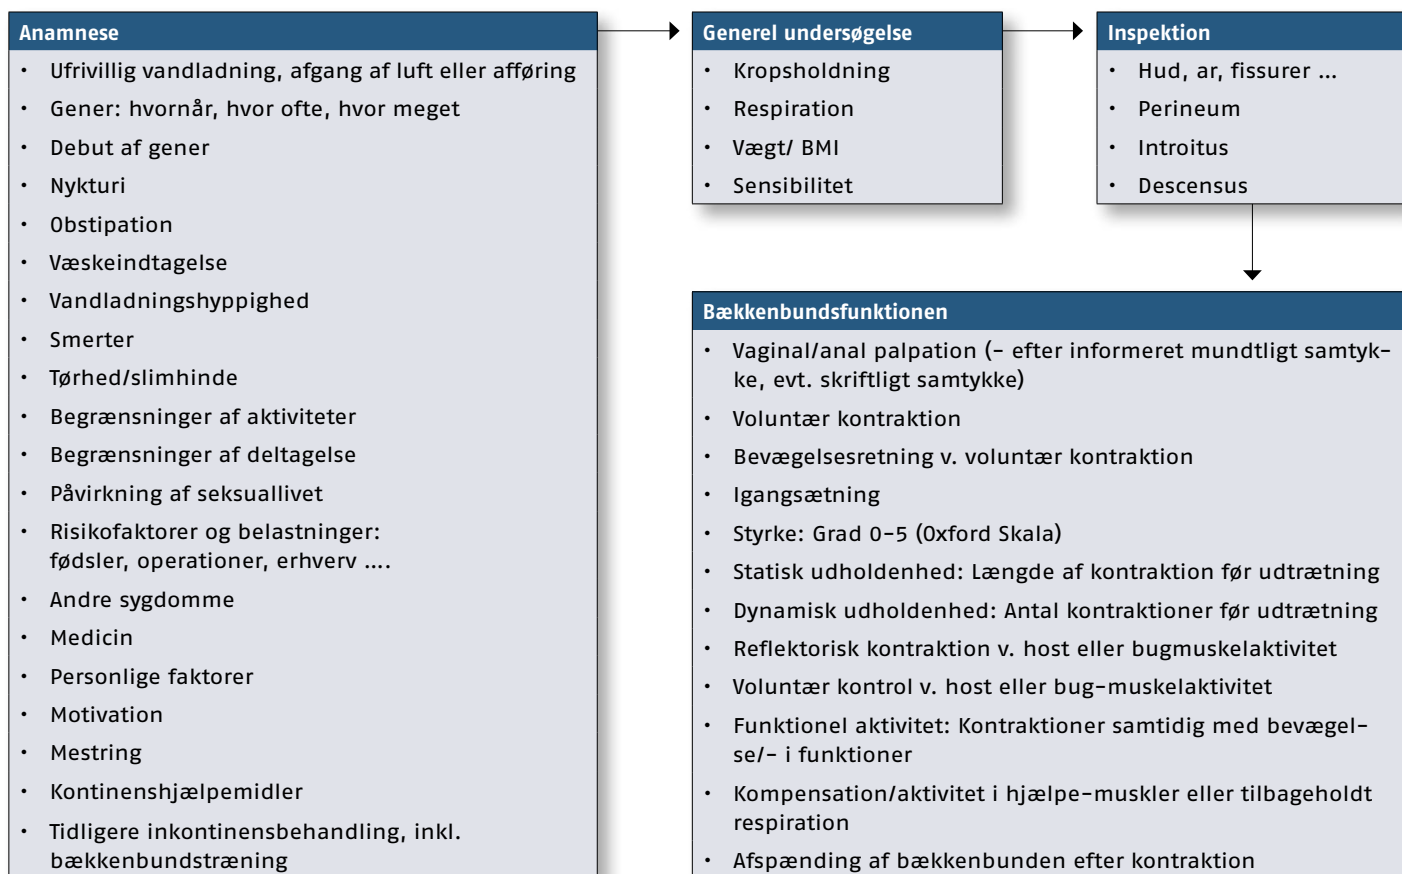 Anamnese
• Ufrivillig vandladning, afgang af luft eller afføring
• Gener: hvornår, hvor ofte, hvor meget
• Debut af gener
• Nykturi
• Obstipation
• Væskeindtagelse
• Vandladningshyppighed
• Smerter
• Tørhed/slimhinde
• Begrænsninger af aktiviteter
• Begrænsninger af deltagelse
• Påvirkning af seksuallivet
• Risikofaktorer og belastninger:
fødsler, operationer, erhverv ....
• Andre sygdomme
• Medicin
• Personlige faktorer
• Motivation
• Mestring
• Kontinenshjælpemidler
• Tidligere inkontinensbehandling, inkl.
bækkenbundstræning
Generel undersøgelse
• Kropsholdning
• Respiration
• Vægt/ BMI
• Sensibilitet
Inspektion
• Hud, ar, fissurer ...
• Perineum
• Introitus
• Descensus
Bækkenbundsfunktionen
• Vaginal/anal palpation (- efter informeret mundtligt samtyk-
ke, evt. skriftligt samtykke)
• Voluntær kontraktion
• Bevægelsesretning v. voluntær kontraktion
• Igangsætning
• Styrke: Grad 0-5 (Oxford Skala)
• Statisk udholdenhed: Længde af kontraktion før udtrætning
• Dynamisk udholdenhed: Antal kontraktioner før udtrætning
• Reflektorisk kontraktion v. host eller bugmuskelaktivitet
• Voluntær kontrol v. host eller bug-muskelaktivitet
• Funktionel aktivitet: Kontraktioner samtidig med bevægel-
se/- i funktioner
• Kompensation/aktivitet i hjælpe-muskler eller tilbageholdt
respiration
• Afspænding af bækkenbunden efter kontraktion